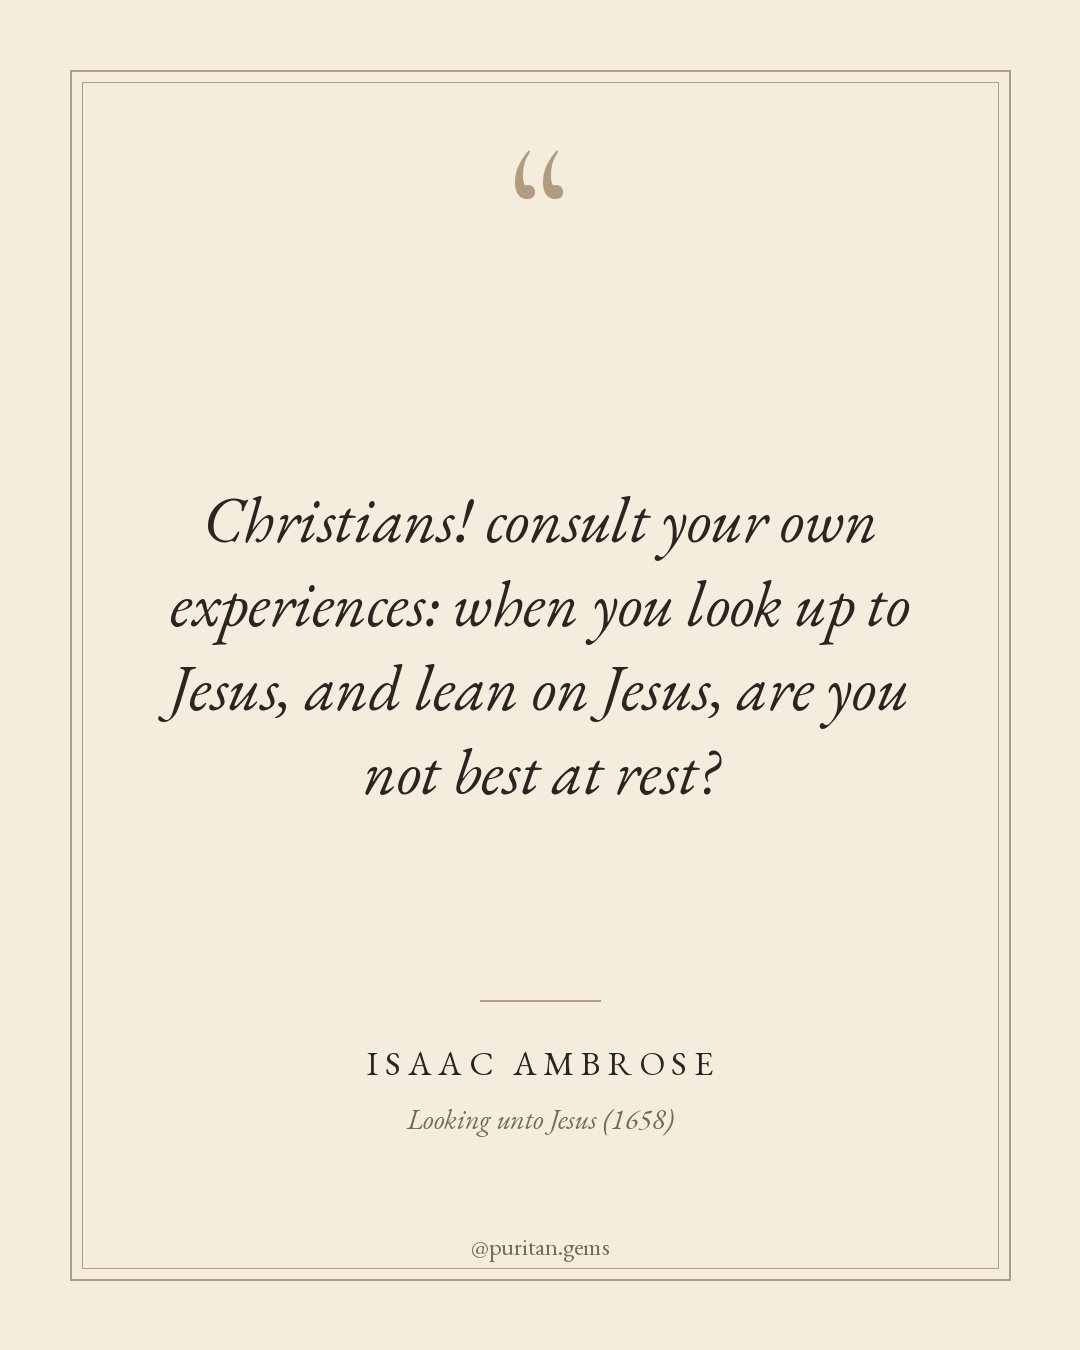 “
Christians! consult your own
experiences: when you look up to
Jesus, and lean on Jesus, are you
not best at rest?
ISAAC AMBROSE
Looking unto Jesus (1658)
@puritan.gems